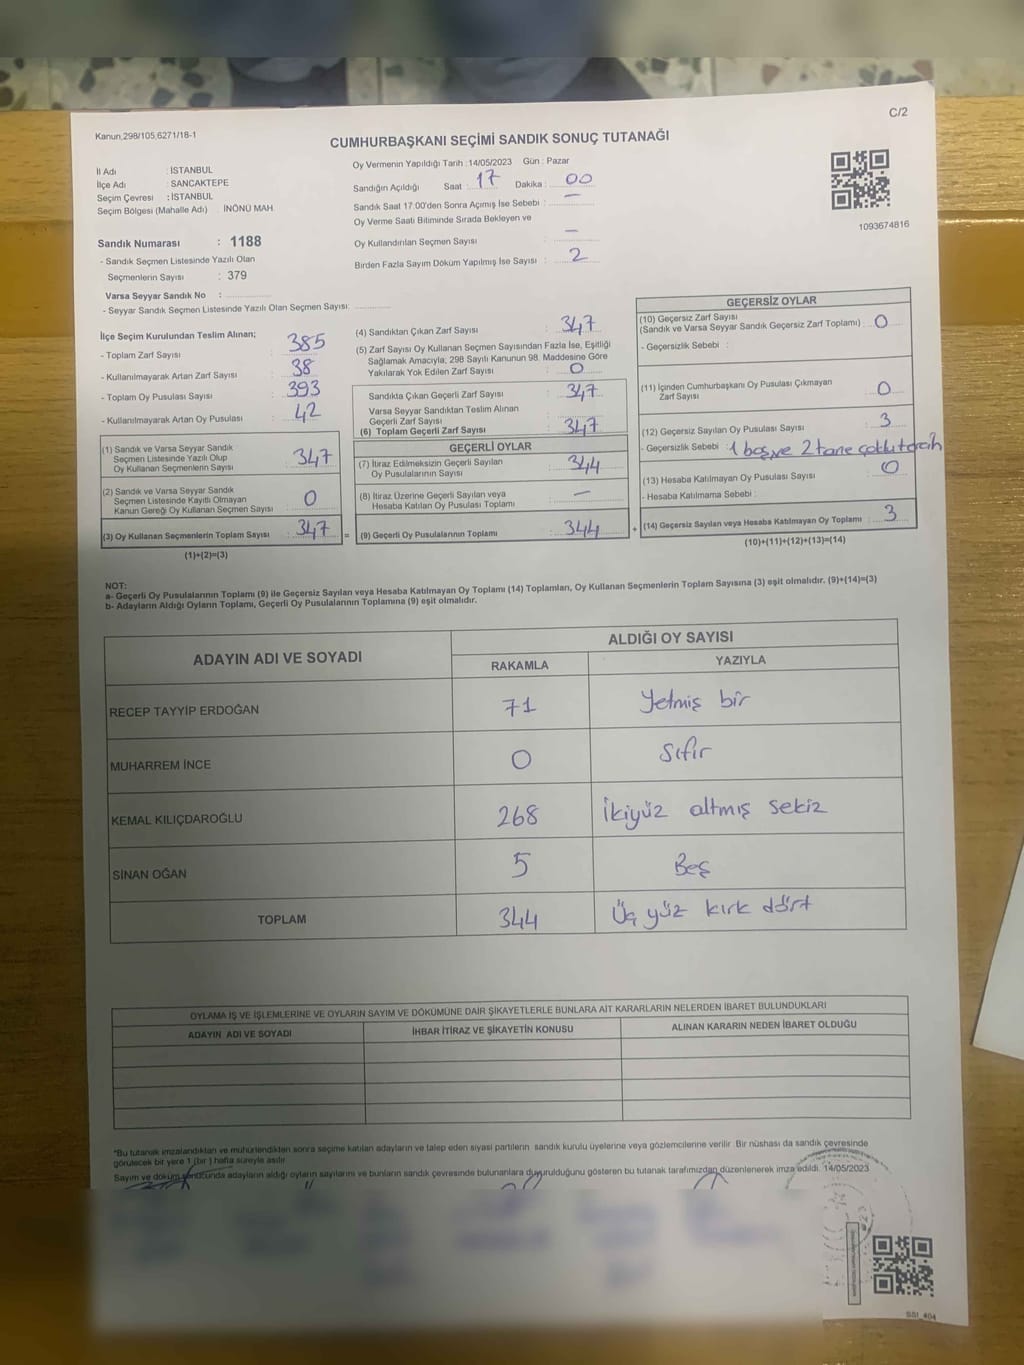 C/2
Kanun.298/105,6271/18-1
CUMHURBAŞKANI SEÇİMİ SANDIK SONUÇ TUTANAĞI
İl Adı : İSTANBUL
İlçe Adı : SANCAKTEPE
Seçim Çevresi : İSTANBUL
Seçim Bölgesi (Mahalle Adı) : İNÖNÜ MAH.
Sandık Numarası : 1188
- Sandık Seçmen Listesinde Yazılı Olan
Seçmenlerin Sayısı : 379
Varsa Seyyar Sandık No :
- Seyyar Sandık Seçmen Listesinde Yazılı Olan Seçmen Sayısı:
Oy Vermenin Yapıldığı Tarih : 14/05/2023 Gün : Pazar
Sandığın Açıldığı Saat : 17 Dakika : 00
Sandık Saat 17:00'den Sonra Açımış İse Sebebi : —
Oy Verme Saati Bitiminde Sırada Bekleyen ve
Oy Kullandırılan Seçmen Sayısı : —
Birden Fazla Sayım Döküm Yapılmış İse Sayısı : 2
1093674816
İlçe Seçim Kurulundan Teslim Alınan;
- Toplam Zarf Sayısı : 385
- Kullanılmayarak Artan Zarf Sayısı : 38
- Toplam Oy Pusulası Sayısı : 393
- Kullanılmayarak Artan Oy Pusulası : 42
(1) Sandık ve Varsa Seyyar Sandık
Seçmen Listesinde Yazılı Olup
Oy Kullanan Seçmenlerin Sayısı : 347
(2) Sandık ve Varsa Seyyar Sandık
Seçmen Listesinde Kayıtlı Olmayan
Kanun Gereği Oy Kullanan Seçmen Sayısı : 0
(3) Oy Kullanan Seçmenlerin Toplam Sayısı : 347 =
(1)+(2)=(3)
(4) Sandıktan Çıkan Zarf Sayısı : 347
(5) Zarf Sayısı Oy Kullanan Seçmen Sayısından Fazla İse, Eşitliği
Sağlamak Amacıyla; 298 Sayılı Kanunun 98. Maddesine Göre
Yakılarak Yok Edilen Zarf Sayısı : 0
Sandıkta Çıkan Geçerli Zarf Sayısı : 347
Varsa Seyyar Sandıktan Teslim Alınan
Geçerli Zarf Sayısı :
(6) Toplam Geçerli Zarf Sayısı : 347
GEÇERLİ OYLAR
(7) İtiraz Edilmeksizin Geçerli Sayılan
Oy Pusulalarının Sayısı : 344
(8) İtiraz Üzerine Geçerli Sayılan veya
Hesaba Katılan Oy Pusulası Toplamı : —
(9) Geçerli Oy Pusulalarının Toplamı : 344 +
GEÇERSİZ OYLAR
(10) Geçersiz Zarf Sayısı
(Sandık ve Varsa Seyyar Sandık Geçersiz Zarf Toplamı) : 0
- Geçersizlik Sebebi :
(11) İçinden Cumhurbaşkanı Oy Pusulası Çıkmayan
Zarf Sayısı : 0
(12) Geçersiz Sayılan Oy Pusulası Sayısı : 3
- Geçersizlik Sebebi : 1 boş ve 2 tane çoklu tercih
(13) Hesaba Katılmayan Oy Pusulası Sayısı : 0
- Hesaba Katılmama Sebebi :
(14) Geçersiz Sayılan veya Hesaba Katılmayan Oy Toplamı : 3
(10)+(11)+(12)+(13)=(14)
NOT:
a- Geçerli Oy Pusulalarının Toplamı (9) ile Geçersiz Sayılan veya Hesaba Katılmayan Oy Toplamı (14) Toplamları, Oy Kullanan Seçmenlerin Toplam Sayısına (3) eşit olmalıdır. (9)+(14)=(3)
b- Adayların Aldığı Oyların Toplamı, Geçerli Oy Pusulalarının Toplamına (9) eşit olmalıdır.
ADAYIN ADI VE SOYADI ALDIĞI OY SAYISI
RAKAMLA YAZIYLA
RECEP TAYYİP ERDOĞAN 71 Yetmiş bir
MUHARREM İNCE 0 Sıfır
KEMAL KILIÇDAROĞLU 268 İkiyüz altmış sekiz
SİNAN OĞAN 5 Beş
TOPLAM 344 Üç yüz kırk dört
OYLAMA İŞ VE İŞLEMLERİNE VE OYLARIN SAYIM VE DÖKÜMÜNE DAİR ŞİKAYETLERLE BUNLARA AİT KARARLARIN NELERDEN İBARET BULUNDUKLARI
ADAYIN ADI VE SOYADI İHBAR İTİRAZ VE ŞİKAYETİN KONUSU ALINAN KARARIN NEDEN İBARET OLDUĞU
*Bu tutanak imzalandıktan ve mühürlendikten sonra seçime katılan adayların ve talep eden siyasi partilerin sandık kurulu üyelerine veya gözlemcilerine verilir. Bir nüshası da sandık çevresinde
görülecek bir yere 1 (bir) hafta süreyle asılır.
Sayım ve döküm sonucunda adayların aldığı oyların sayılarını ve bunların sandık çevresinde bulunanlara duyurulduğunu gösteren bu tutanak tarafımızdan düzenlenerek imza edildi. 14/05/2023